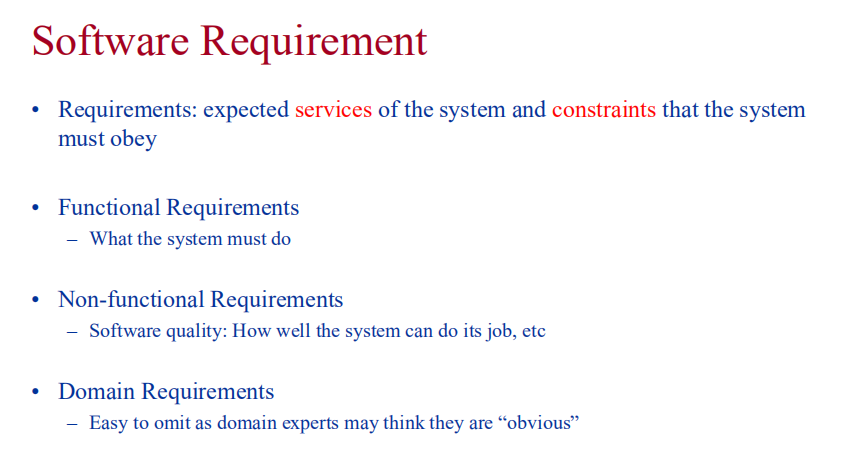 Software Requirement
• Requirements: expected services of the system and constraints that the system
must obey
• Functional Requirements
– What the system must do
• Non-functional Requirements
– Software quality: How well the system can do its job, etc
• Domain Requirements
– Easy to omit as domain experts may think they are “obvious”